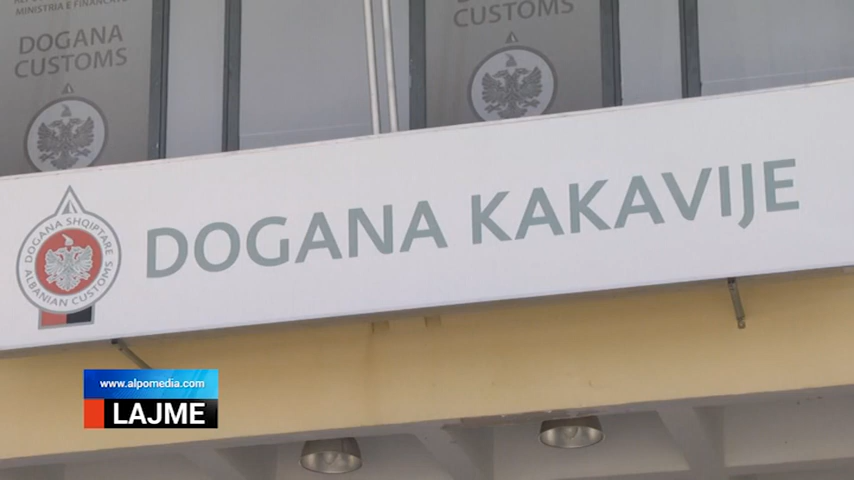 MINISTRIA E FINANCAVE
DOGANA
CUSTOMS
CUSTOMS
DOGANA SHQIPTARE
ALBANIAN CUSTOMS
DOGANA KAKAVIJE
www.alpomedia.com
LAJME